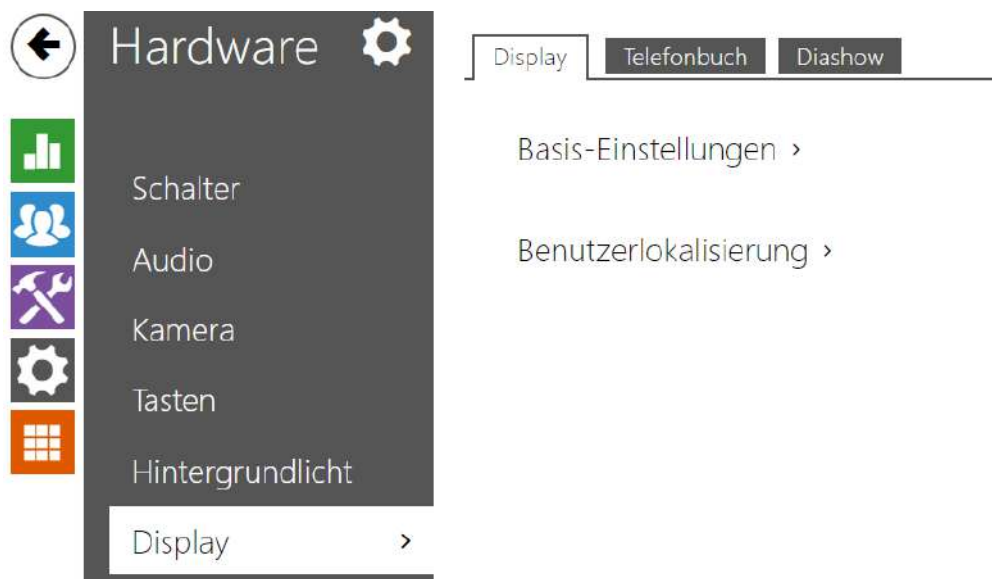 Hardware
Schalter
Audio
Kamera
Tasten
Hintergrundlicht
Display
Display
Telefonbuch
Diashow
Basis-Einstellungen
Benutzerlokalisierung